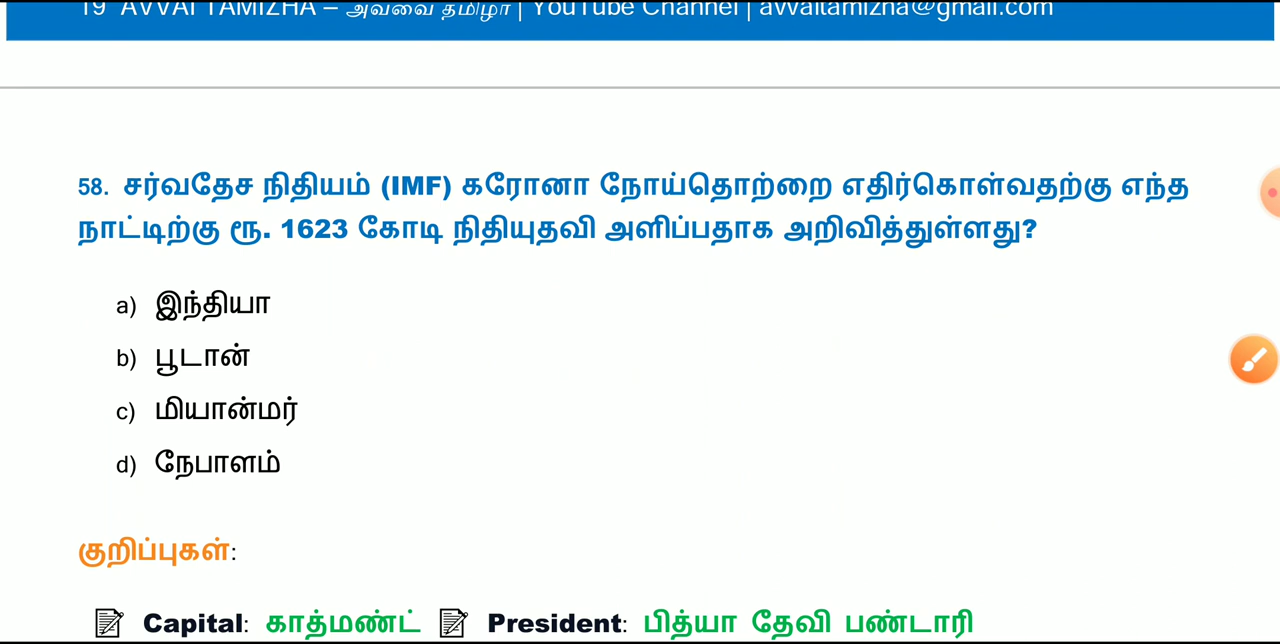 19 AVVAI TAMIZHA – அவ்வை தமிழா | YouTube Channel | avvaitamizha@gmail.com
58. சர்வதேச நிதியம் (IMF) கரோனா நோய்தொற்றை எதிர்கொள்வதற்கு எந்த
நாட்டிற்கு ரூ. 1623 கோடி நிதியுதவி அளிப்பதாக அறிவித்துள்ளது?
a) இந்தியா
b) பூடான்
c) மியான்மர்
d) நேபாளம்
குறிப்புகள்:
Capital: காத்மண்ட் President: பித்யா தேவி பண்டாரி